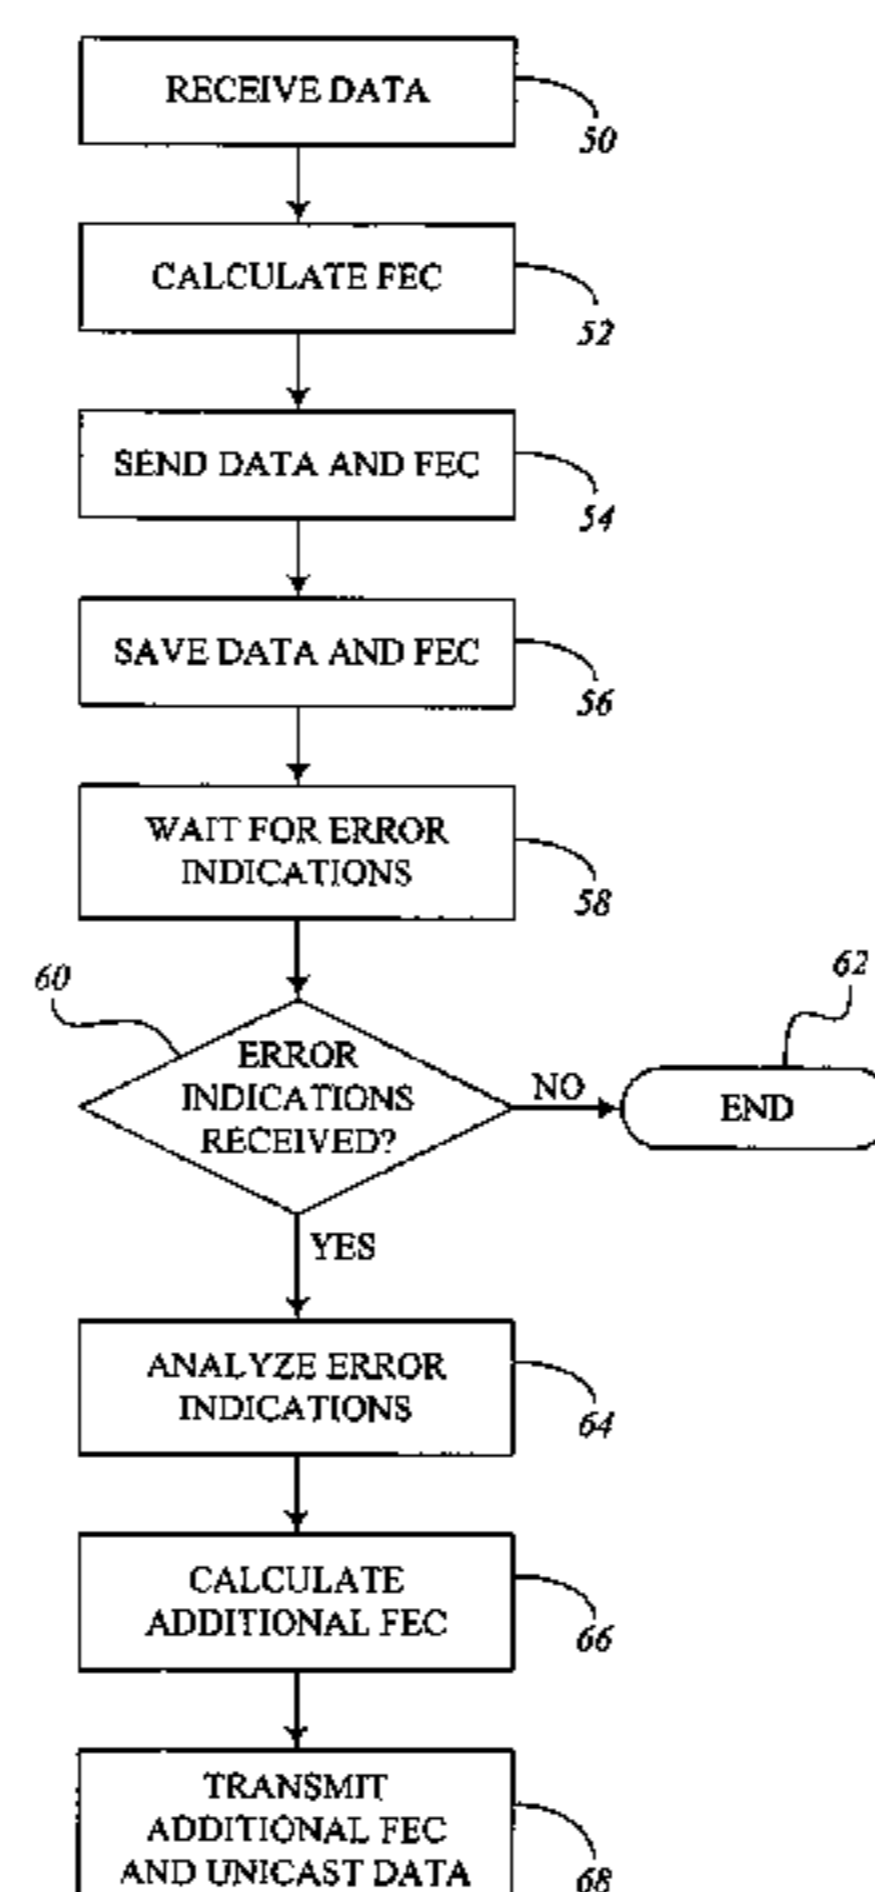 RECEIVE DATA
50
CALCULATE FEC
52
SEND DATA AND FEC
54
SAVE DATA AND FEC
56
WAIT FOR ERROR
INDICATIONS
58
60
62
ERROR
INDICATIONS
RECEIVED?
NO
END
YES
ANALYZE ERROR
INDICATIONS
64
CALCULATE
ADDITIONAL FEC
66
TRANSMIT
ADDITIONAL FEC
AND UNICAST DATA
68